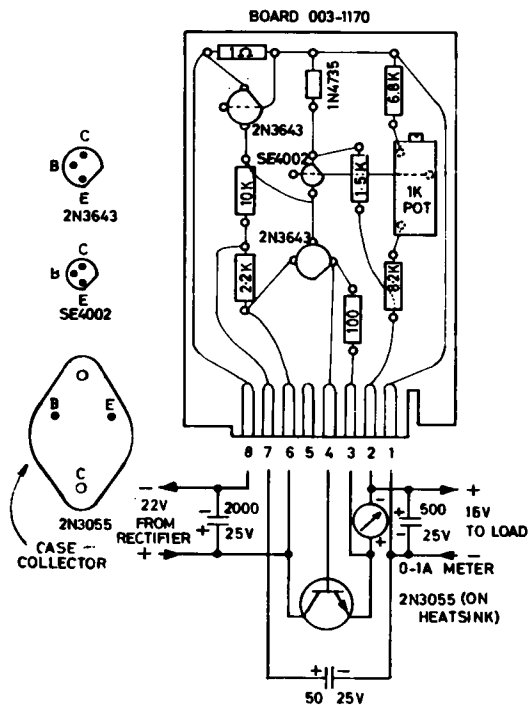 BOARD 003-1170
1Ω
1N4735
6.8K
2N3643
SE4002
1.5K
1K
POT
10K
2N3643
2.2K
8.2K
100
C
B
E
2N3643
C
B
E
SE4002
B
E
C
2N3055
CASE –
COLLECTOR
8 7 6 5 4 3 2 1
–
22V
FROM
RECTIFIER
+
–
2000
+
25V
–
+
+
500
–
25V
+
16V
TO LOAD
–
0-1A METER
2N3055 (ON
HEATSINK)
+ –
50 25V